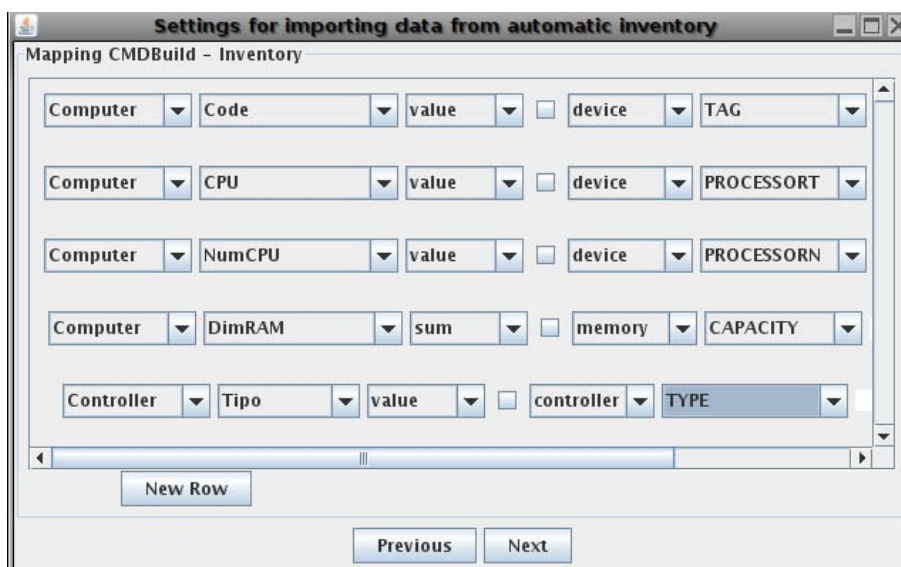 Settings for importing data from automatic inventory
Mapping CMDBuild – Inventory
Computer Code value device TAG
Computer CPU value device PROCESSORT
Computer NumCPU value device PROCESSORN
Computer DimRAM sum memory CAPACITY
Controller Tipo value controller TYPE
New Row
Previous Next